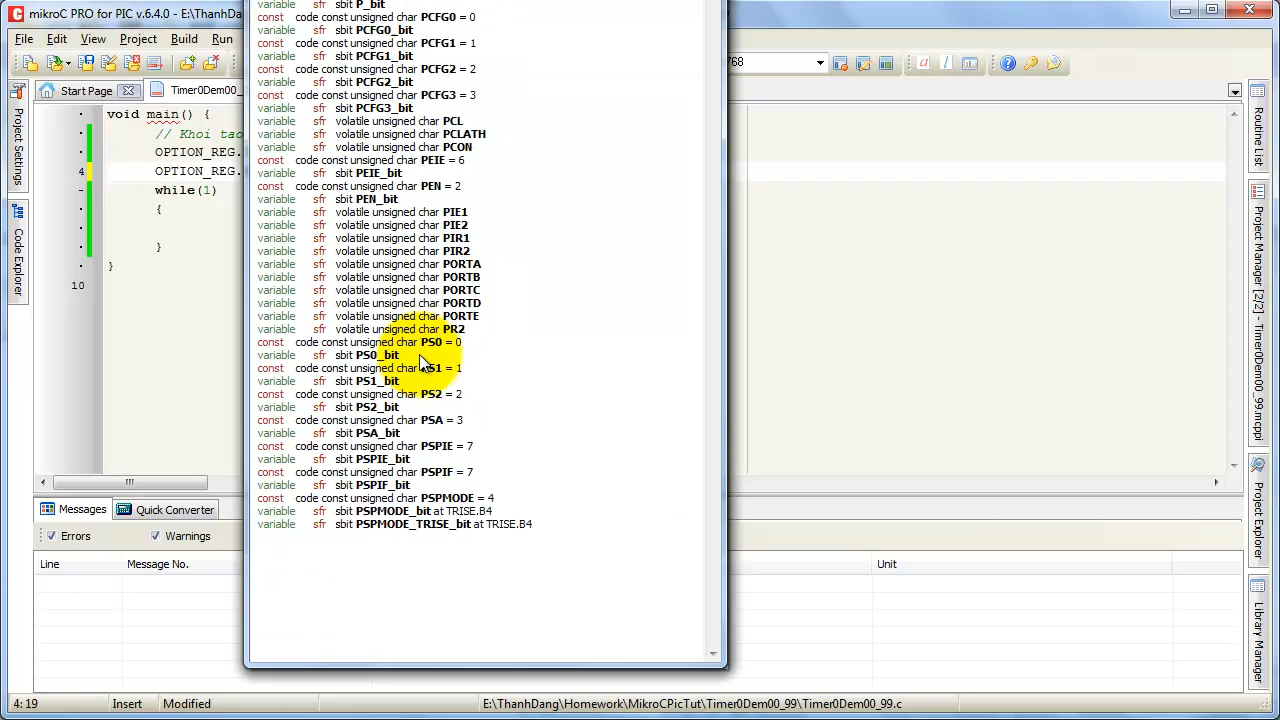 mikroC PRO for PIC v.6.4.0 - E:\ThanhDang
File Edit View Project Build Run
768
Start Page
Timer0Dem00_
void main() {
// Khoi tao
OPTION_REG.
4 OPTION_REG.
while(1)
{
}
}
10
variable sfr sbit P_bit
const code const unsigned char PCFG0 = 0
variable sfr sbit PCFG0_bit
const code const unsigned char PCFG1 = 1
variable sfr sbit PCFG1_bit
const code const unsigned char PCFG2 = 2
variable sfr sbit PCFG2_bit
const code const unsigned char PCFG3 = 3
variable sfr sbit PCFG3_bit
variable sfr volatile unsigned char PCL
variable sfr volatile unsigned char PCLATH
variable sfr volatile unsigned char PCON
const code const unsigned char PEIE = 6
variable sfr sbit PEIE_bit
const code const unsigned char PEN = 2
variable sfr sbit PEN_bit
variable sfr volatile unsigned char PIE1
variable sfr volatile unsigned char PIE2
variable sfr volatile unsigned char PIR1
variable sfr volatile unsigned char PIR2
variable sfr volatile unsigned char PORTA
variable sfr volatile unsigned char PORTB
variable sfr volatile unsigned char PORTC
variable sfr volatile unsigned char PORTD
variable sfr volatile unsigned char PORTE
variable sfr volatile unsigned char PR2
const code const unsigned char PS0 = 0
variable sfr sbit PS0_bit
const code const unsigned char PS1 = 1
variable sfr sbit PS1_bit
const code const unsigned char PS2 = 2
variable sfr sbit PS2_bit
const code const unsigned char PSA = 3
variable sfr sbit PSA_bit
const code const unsigned char PSPIE = 7
variable sfr sbit PSPIE_bit
const code const unsigned char PSPIF = 7
variable sfr sbit PSPIF_bit
const code const unsigned char PSPMODE = 4
variable sfr sbit PSPMODE_bit at TRISE.B4
variable sfr sbit PSPMODE_TRISE_bit at TRISE.B4
Project Settings
Code Explorer
Routine List
Project Manager [2/2] - Timer0Dem00_99.mcppi
Project Explorer
Library Manager
Messages
Quick Converter
Errors
Warnings
Line Message No. Unit
4:19 Insert Modified E:\ThanhDang\Homework\MikroCPicTut\Timer0Dem00_99\Timer0Dem00_99.c